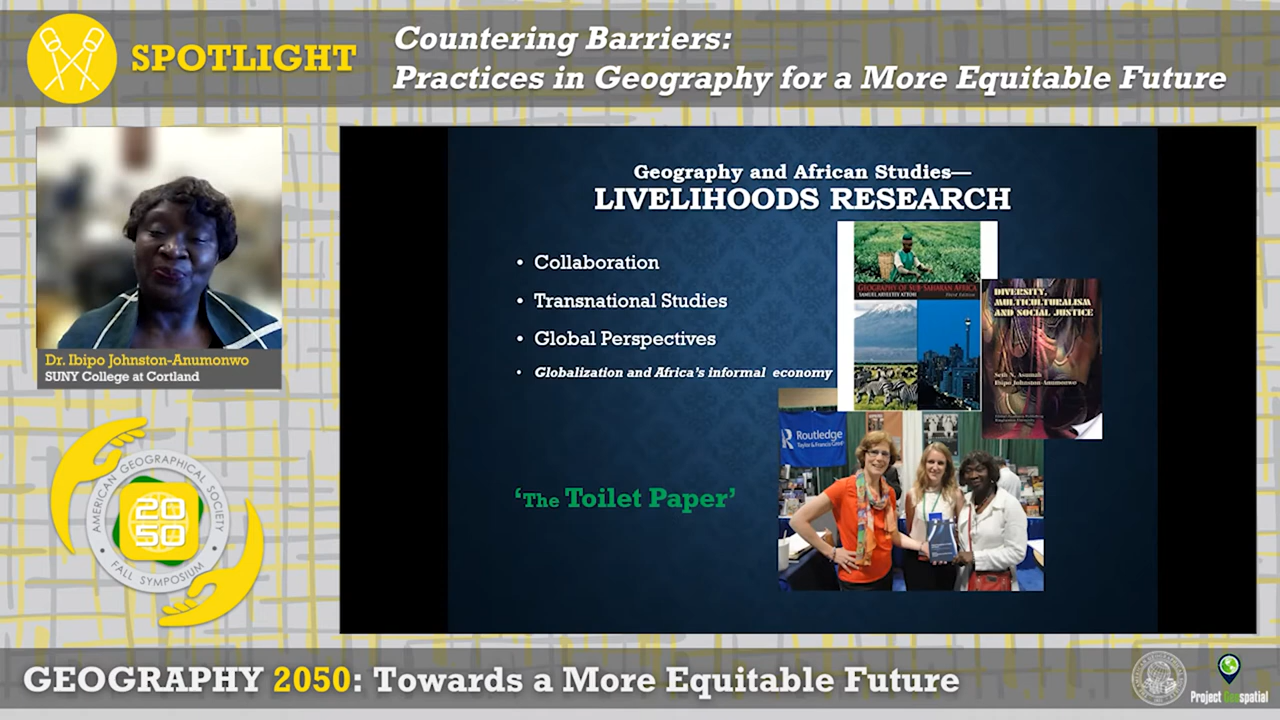 SPOTLIGHT
Countering Barriers:
Practices in Geography for a More Equitable Future
Dr. Ibipo Johnston-Anumonwo
SUNY College at Cortland
AMERICAN GEOGRAPHICAL SOCIETY
2050
FALL SYMPOSIUM
Geography and African Studies—
LIVELIHOODS RESEARCH
• Collaboration
• Transnational Studies
• Global Perspectives
• Globalization and Africa's informal economy
'The Toilet Paper'
GEOGRAPHY OF SUB-SAHARAN AFRICA
Third Edition
DIVERSITY,
MULTICULTURALISM
AND SOCIAL JUSTICE
Seth N. Asumah
Ibipo Johnston-Anumonwo
Routledge
Taylor & Francis Group
GEOGRAPHY 2050: Towards a More Equitable Future
Project Geospatial